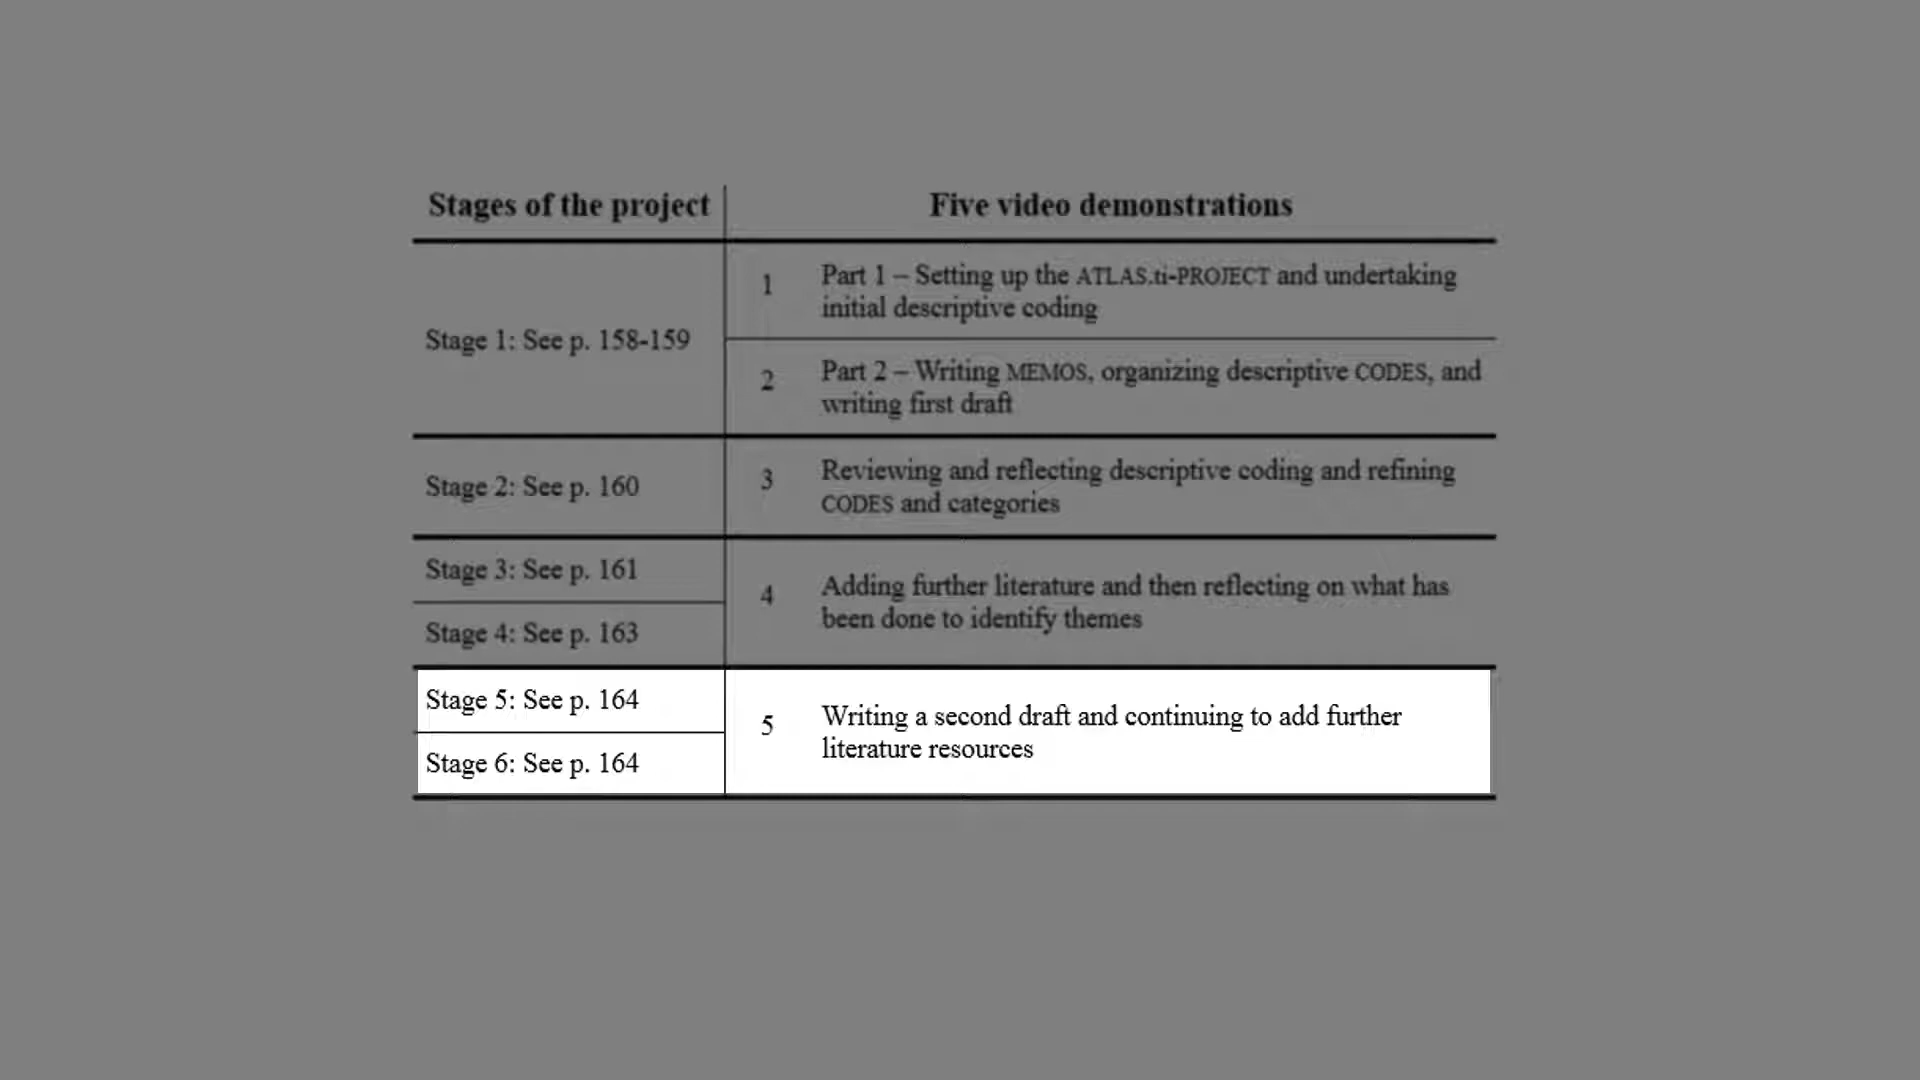 Stages of the project
Five video demonstrations
Stage 1: See p. 158-159
1
Part 1 – Setting up the ATLAS.ti-PROJECT and undertaking
initial descriptive coding
2
Part 2 – Writing MEMOS, organizing descriptive CODES, and
writing first draft
Stage 2: See p. 160
3
Reviewing and reflecting descriptive coding and refining
CODES and categories
Stage 3: See p. 161
Stage 4: See p. 163
4
Adding further literature and then reflecting on what has
been done to identify themes
Stage 5: See p. 164
Stage 6: See p. 164
5
Writing a second draft and continuing to add further
literature resources